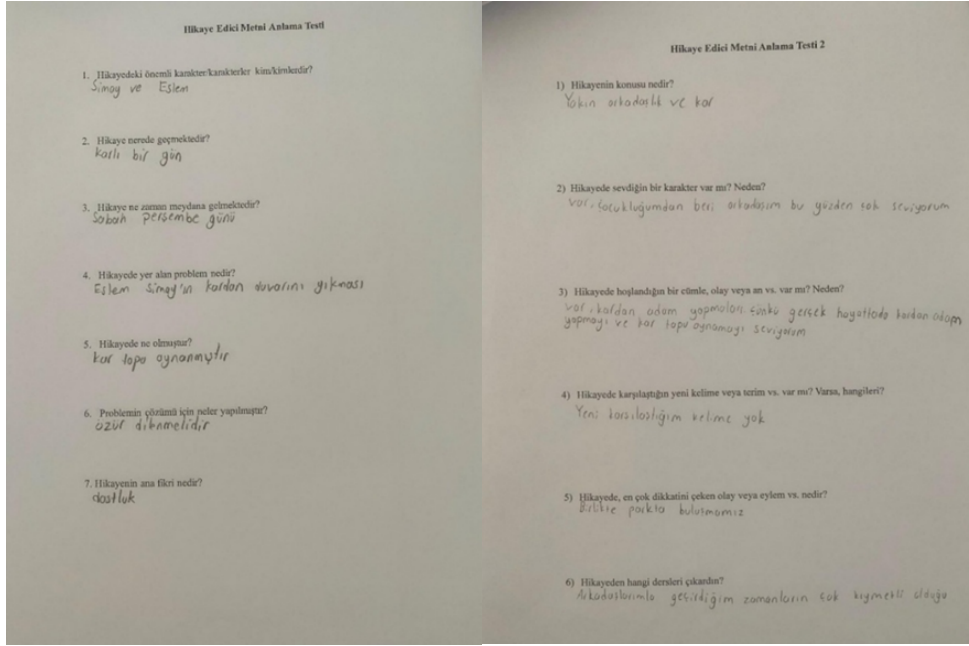 Hikaye Edici Metni Anlama Testi
1. Hikayedeki önemli karakter/karakterler kim/kimlerdir?
Simay ve Eslem
2. Hikaye nerede geçmektedir?
Karlı bir gün
3. Hikaye ne zaman meydana gelmektedir?
Sabah perşembe günü
4. Hikayede yer alan problem nedir?
Eslem Simay'ın kardan duvarını yıkması
5. Hikayede ne olmuştur?
kar topu oynanmıştır
6. Problemin çözümü için neler yapılmıştır?
özür dilenmelidir
7. Hikayenin ana fikri nedir?
dostluk
Hikaye Edici Metni Anlama Testi 2
1) Hikayenin konusu nedir?
Yakın arkadaşlık ve kar
2) Hikayede sevdiğin bir karakter var mı? Neden?
Var, çocukluğumdan beri arkadaşım bu yüzden çok seviyorum
3) Hikayede hoşlandığın bir cümle, olay veya an vs. var mı? Neden?
var, kardan adam yapmaları çünkü gerçek hayattada kardan adam
yapmayı ve kar topu oynamayı seviyorum
4) Hikayede karşılaştığın yeni kelime veya terim vs. var mı? Varsa, hangileri?
Yeni karşılaştığım kelime yok
5) Hikayede, en çok dikkatini çeken olay veya eylem vs. nedir?
Birlikte parkta buluşmamız
6) Hikayeden hangi dersleri çıkardın?
Arkadaşlarımla geçirdiğim zamanların çok kıymetli olduğu